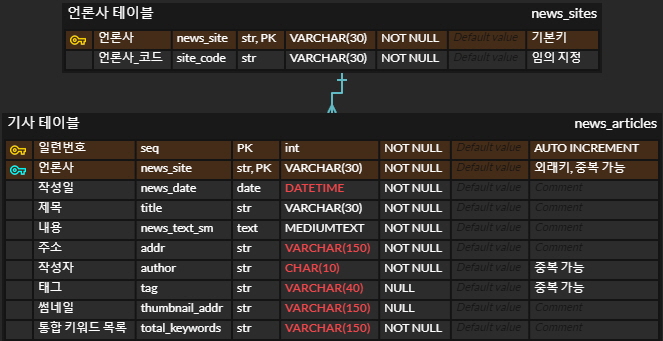 언론사 테이블 news_sites
언론사 news_site str, PK VARCHAR(30) NOT NULL Default value 기본키
언론사_코드 site_code str VARCHAR(30) NOT NULL Default value 임의 지정
기사 테이블 news_articles
일련번호 seq PK int NOT NULL Default value AUTO INCREMENT
언론사 news_site str, PK VARCHAR(30) NOT NULL Default value 외래키, 중복 가능
작성일 news_date date DATETIME NOT NULL Default value Comment
제목 title str VARCHAR(30) NOT NULL Default value Comment
내용 news_text_sm text MEDIUMTEXT NOT NULL Default value Comment
주소 addr str VARCHAR(150) NOT NULL Default value Comment
작성자 author str CHAR(10) NOT NULL Default value 중복 가능
태그 tag str VARCHAR(40) NULL Default value 중복 가능
썸네일 thumbnail_addr str VARCHAR(150) NULL Default value Comment
통합 키워드 목록 total_keywords str VARCHAR(150) NOT NULL Default value Comment